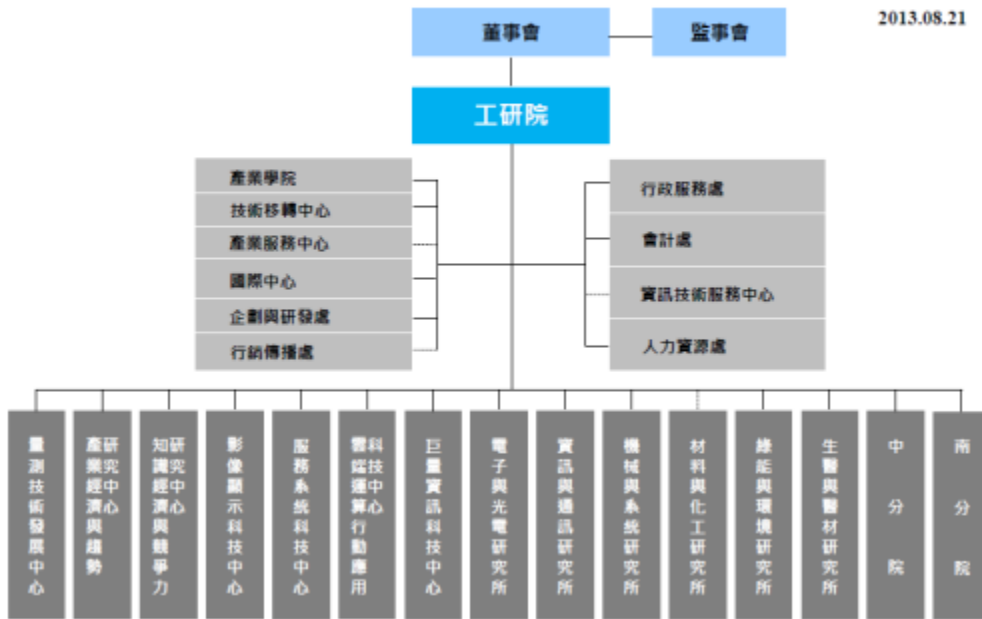 2013.08.21
董事會
監事會
工研院
產業學院
技術移轉中心
產業服務中心
國際中心
企劃與研發處
行銷傳播處
行政服務處
會計處
資訊技術服務中心
人力資源處
量測技術發展中心
產業經濟與趨勢
研究中心
知識經濟與競爭力
研究中心
影像顯示科技中心
服務系統科技中心
雲端運算行動應用
科技中心
巨量資訊科技中心
電子與光電研究所
資訊與通訊研究所
機械與系統研究所
材料與化工研究所
綠能與環境研究所
生醫與醫材研究所
中分院
南分院